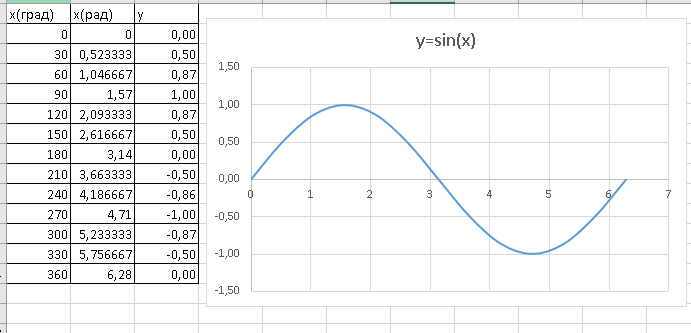 x(град) x(рад) y
0 0 0,00
30 0,523333 0,50
60 1,046667 0,87
90 1,57 1,00
120 2,093333 0,87
150 2,616667 0,50
180 3,14 0,00
210 3,663333 -0,50
240 4,186667 -0,86
270 4,71 -1,00
300 5,233333 -0,87
330 5,756667 -0,50
360 6,28 0,00
y=sin(x)
1,50
1,00
0,50
0,00
0 1 2 3 4 5 6 7
-0,50
-1,00
-1,50